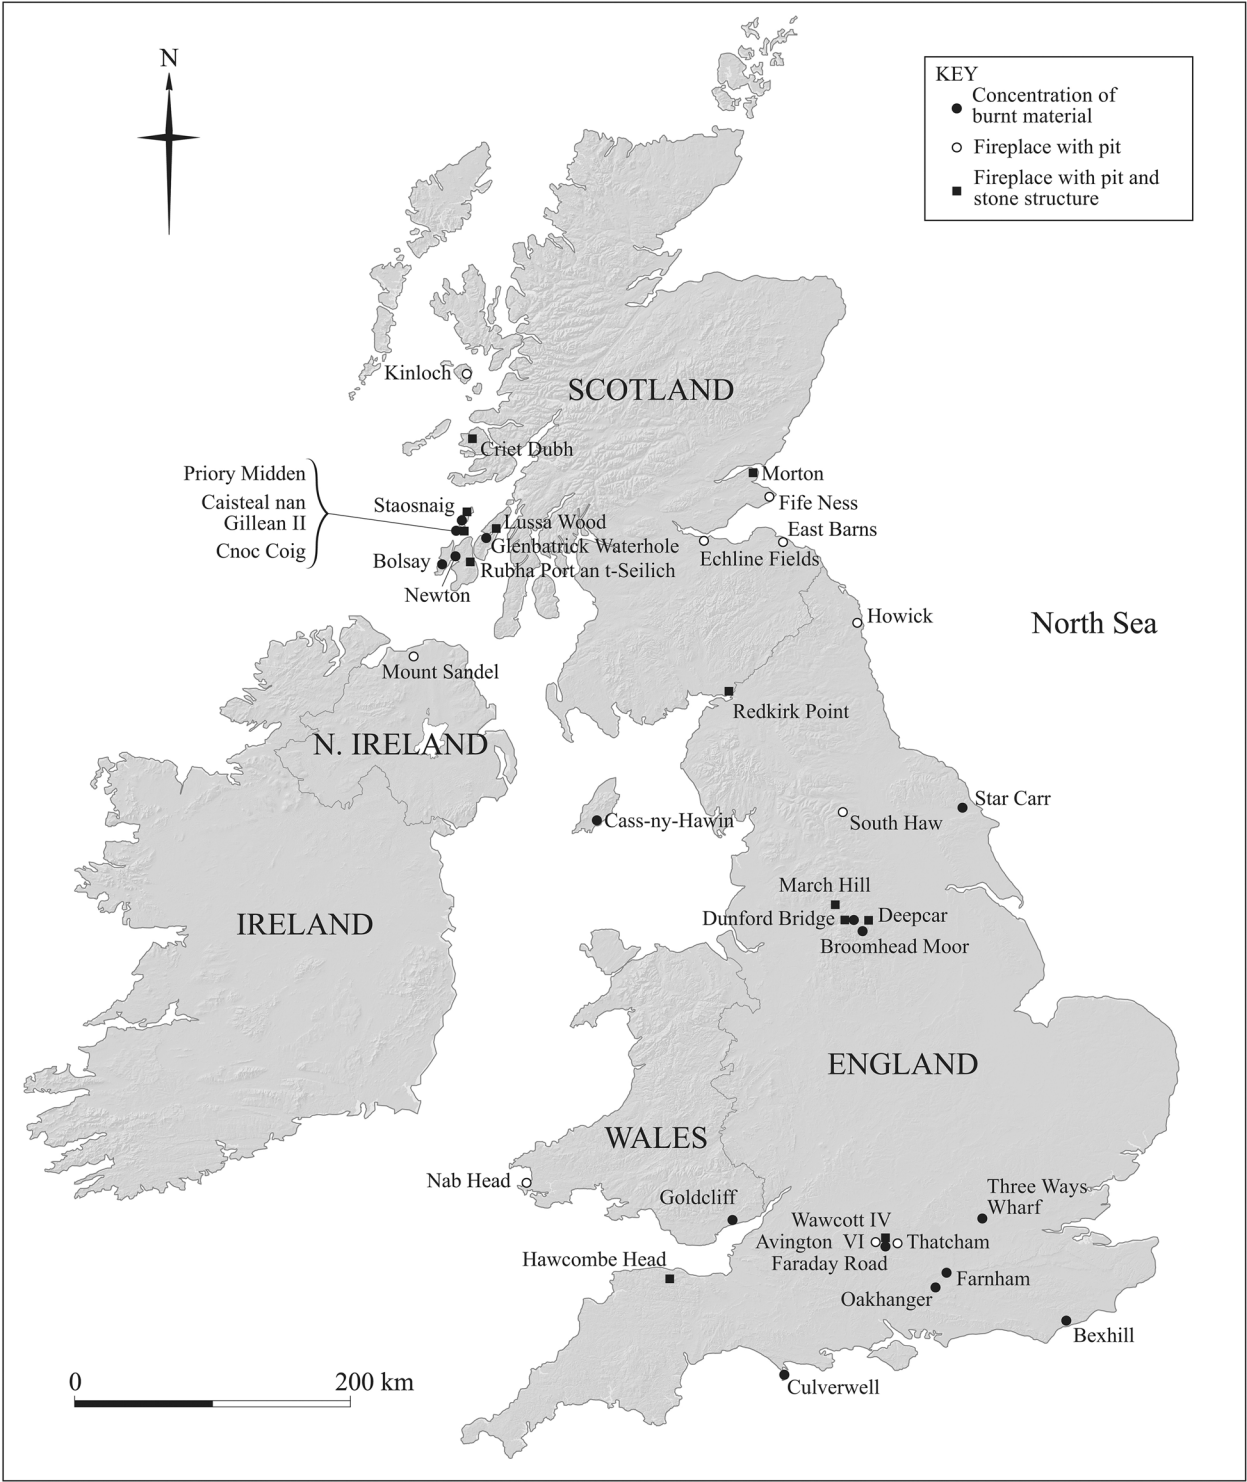 N
KEY
Concentration of
burnt material
Fireplace with pit
Fireplace with pit and
stone structure
Kinloch
SCOTLAND
Criet Dubh
Priory Midden
Caisteal nan
Gillean II
Cnoc Coig
Staosnaig
Morton
Fife Ness
Lussa Wood
East Barns
Glenbatrick Waterhole
Echline Fields
Bolsay
Rubha Port an t-Seilich
Newton
Howick
North Sea
Mount Sandel
Redkirk Point
N. IRELAND
Star Carr
Cass-ny-Hawin
South Haw
March Hill
Dunford Bridge
Deepcar
IRELAND
Broomhead Moor
ENGLAND
WALES
Nab Head
Goldcliff
Three Ways
Wharf
Wawcott IV
Avington VI
Thatcham
Faraday Road
Hawcombe Head
Farnham
Oakhanger
Bexhill
Culverwell
0
200 km